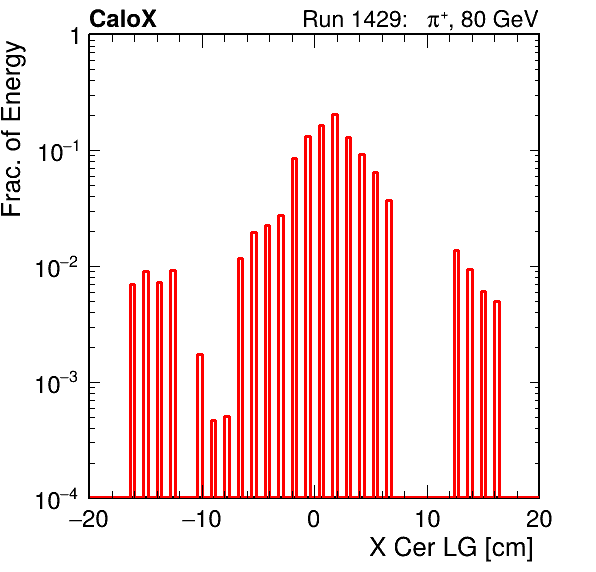 CaloX Run 1429: π⁺, 80 GeV
Frac. of Energy
1
10⁻¹
10⁻²
10⁻³
10⁻⁴
−20 −10 0 10 20
X Cer LG [cm]